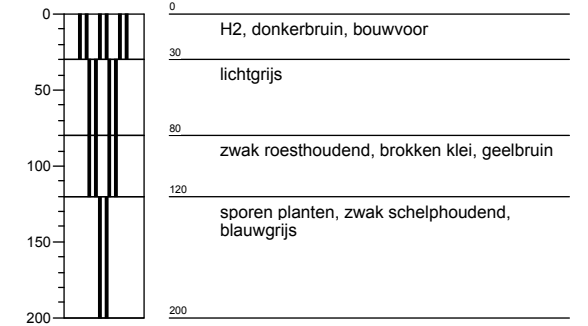 0
50
100
150
200
0
H2, donkerbruin, bouwvoor
30
lichtgrijs
80
zwak roesthoudend, brokken klei, geelbruin
120
sporen planten, zwak schelphoudend,
blauwgrijs
200